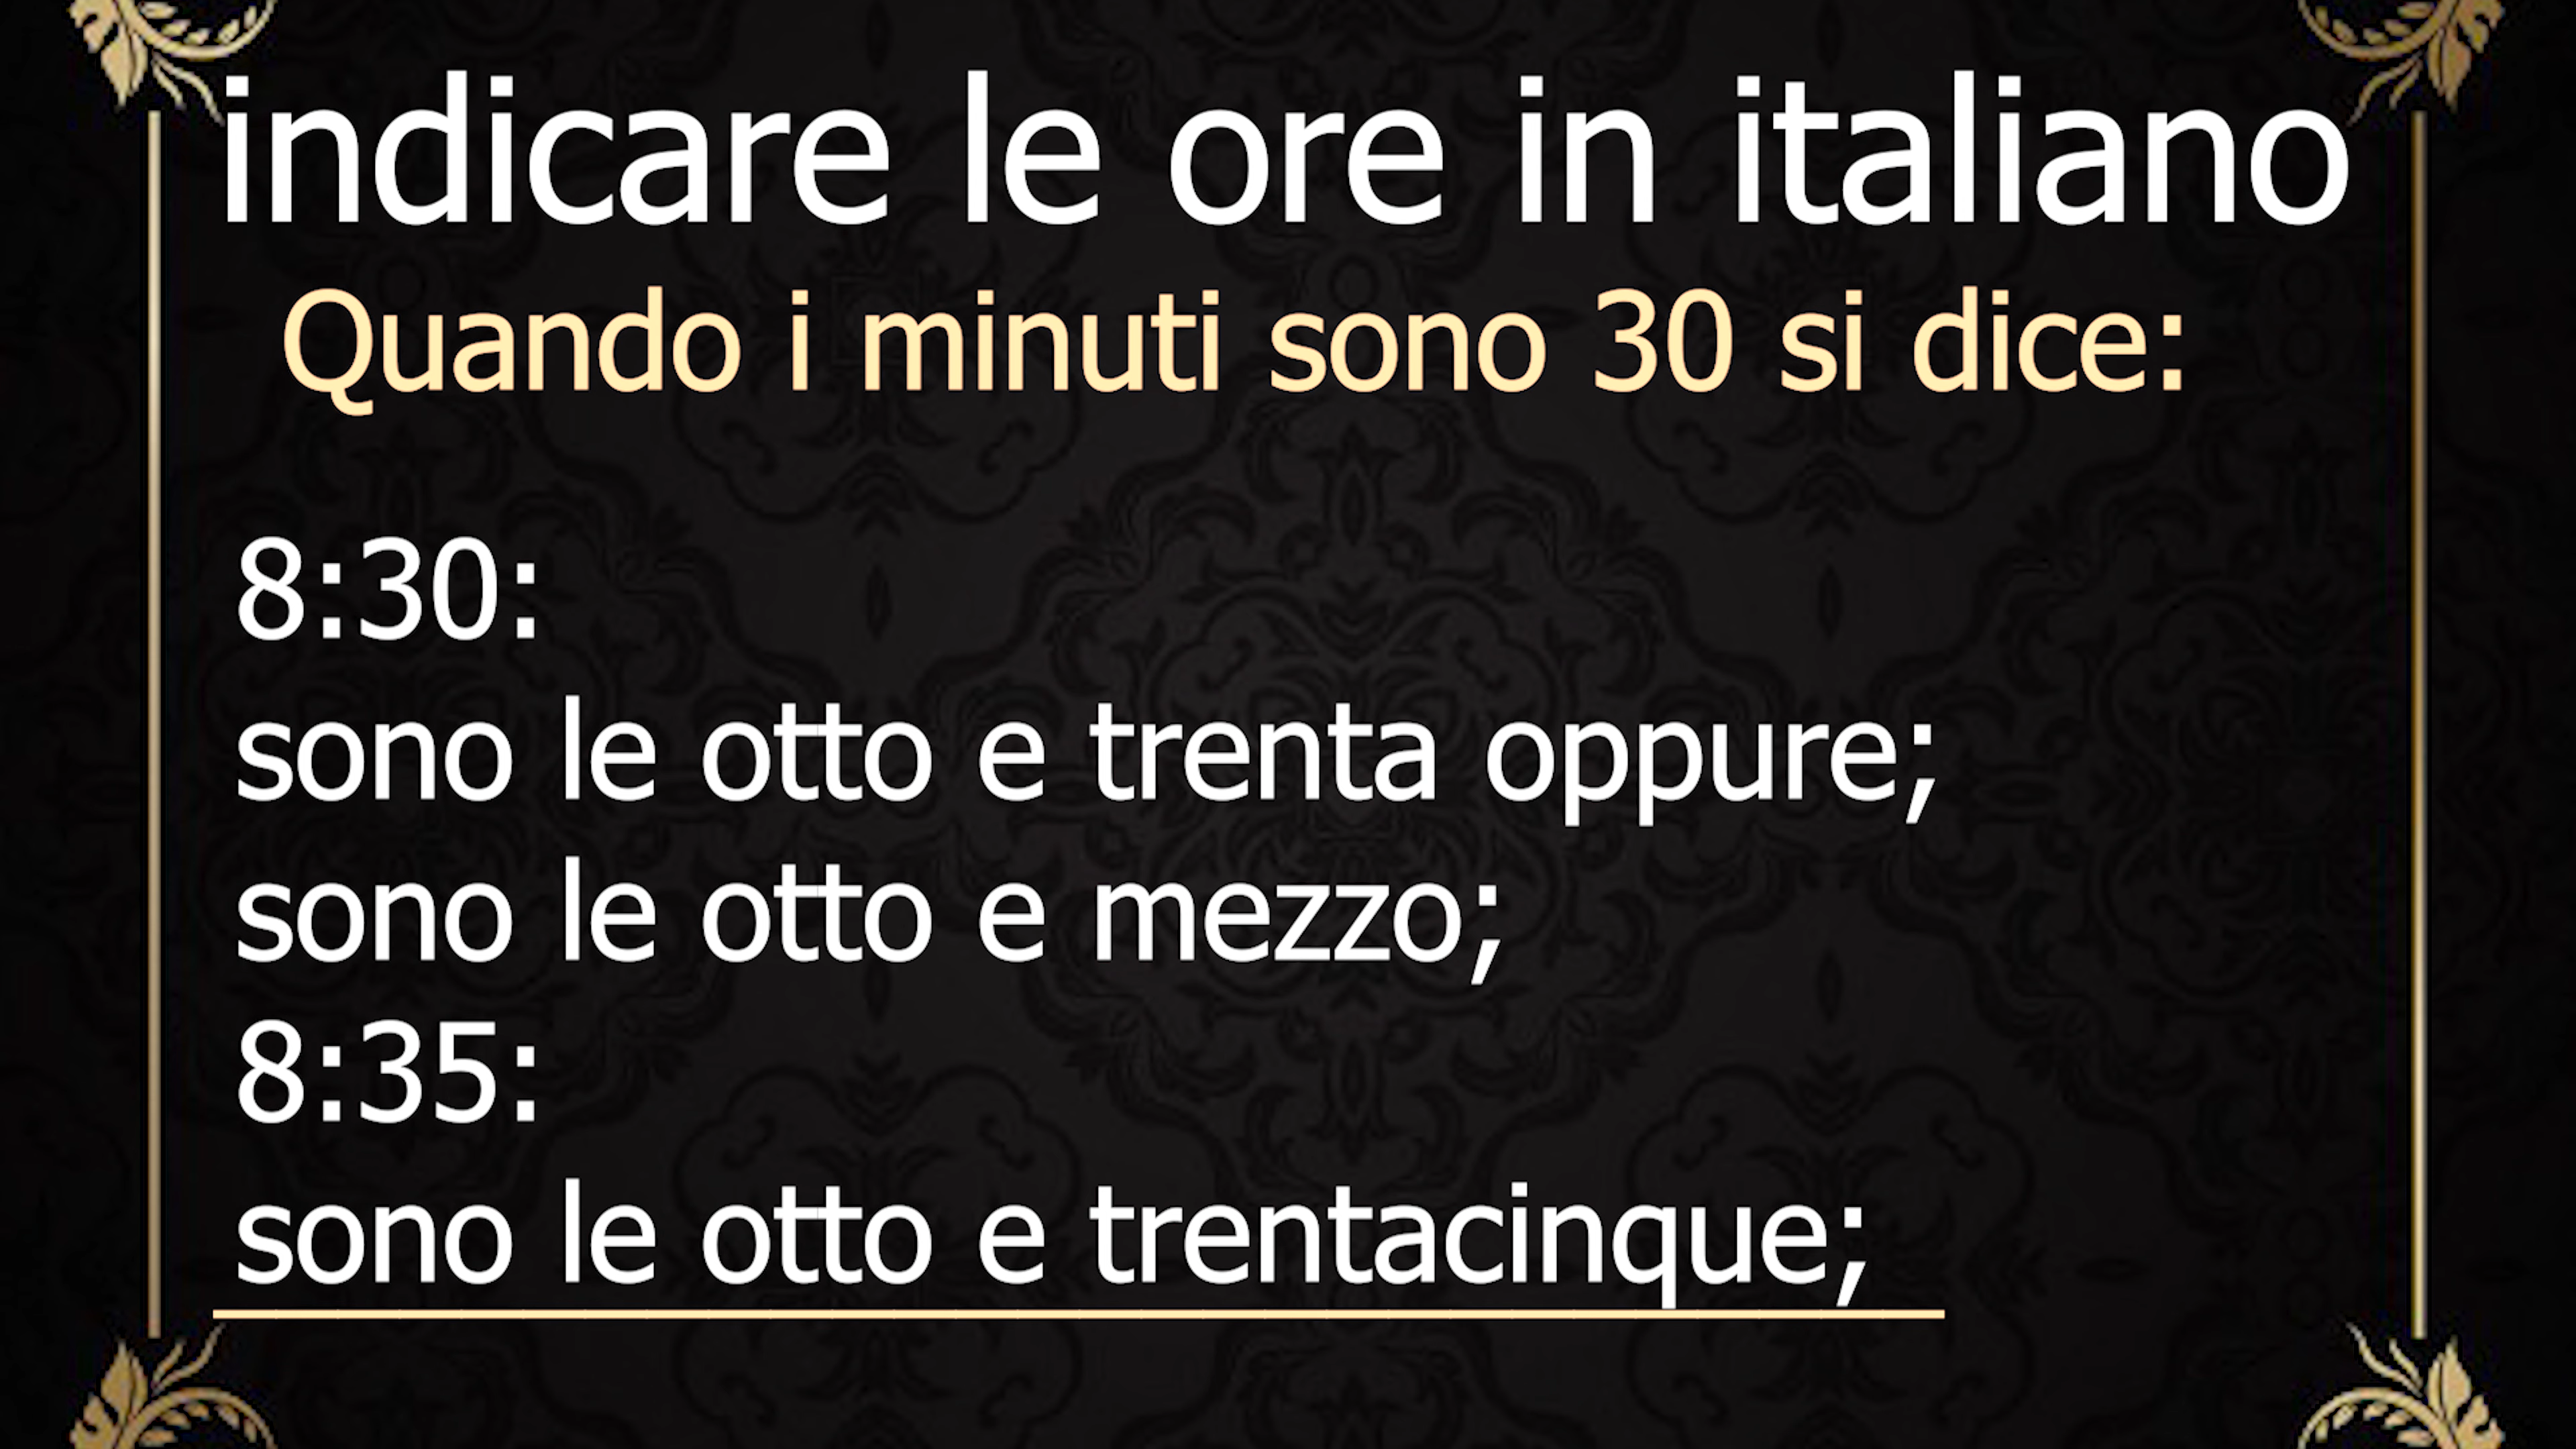 indicare le ore in italiano
Quando i minuti sono 30 si dice:
8:30:
sono le otto e trenta oppure;
sono le otto e mezzo;
8:35:
sono le otto e trentacinque;